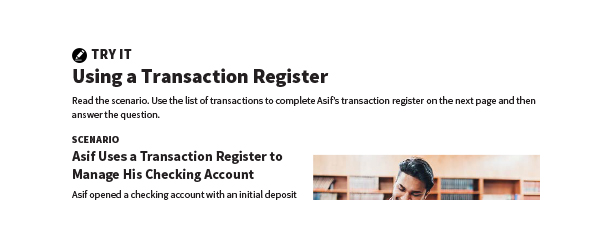 TRY IT
Using a Transaction Register
Read the scenario. Use the list of transactions to complete Asif's transaction register on the next page and then
answer the question.
SCENARIO
Asif Uses a Transaction Register to
Manage His Checking Account
Asif opened a checking account with an initial deposit